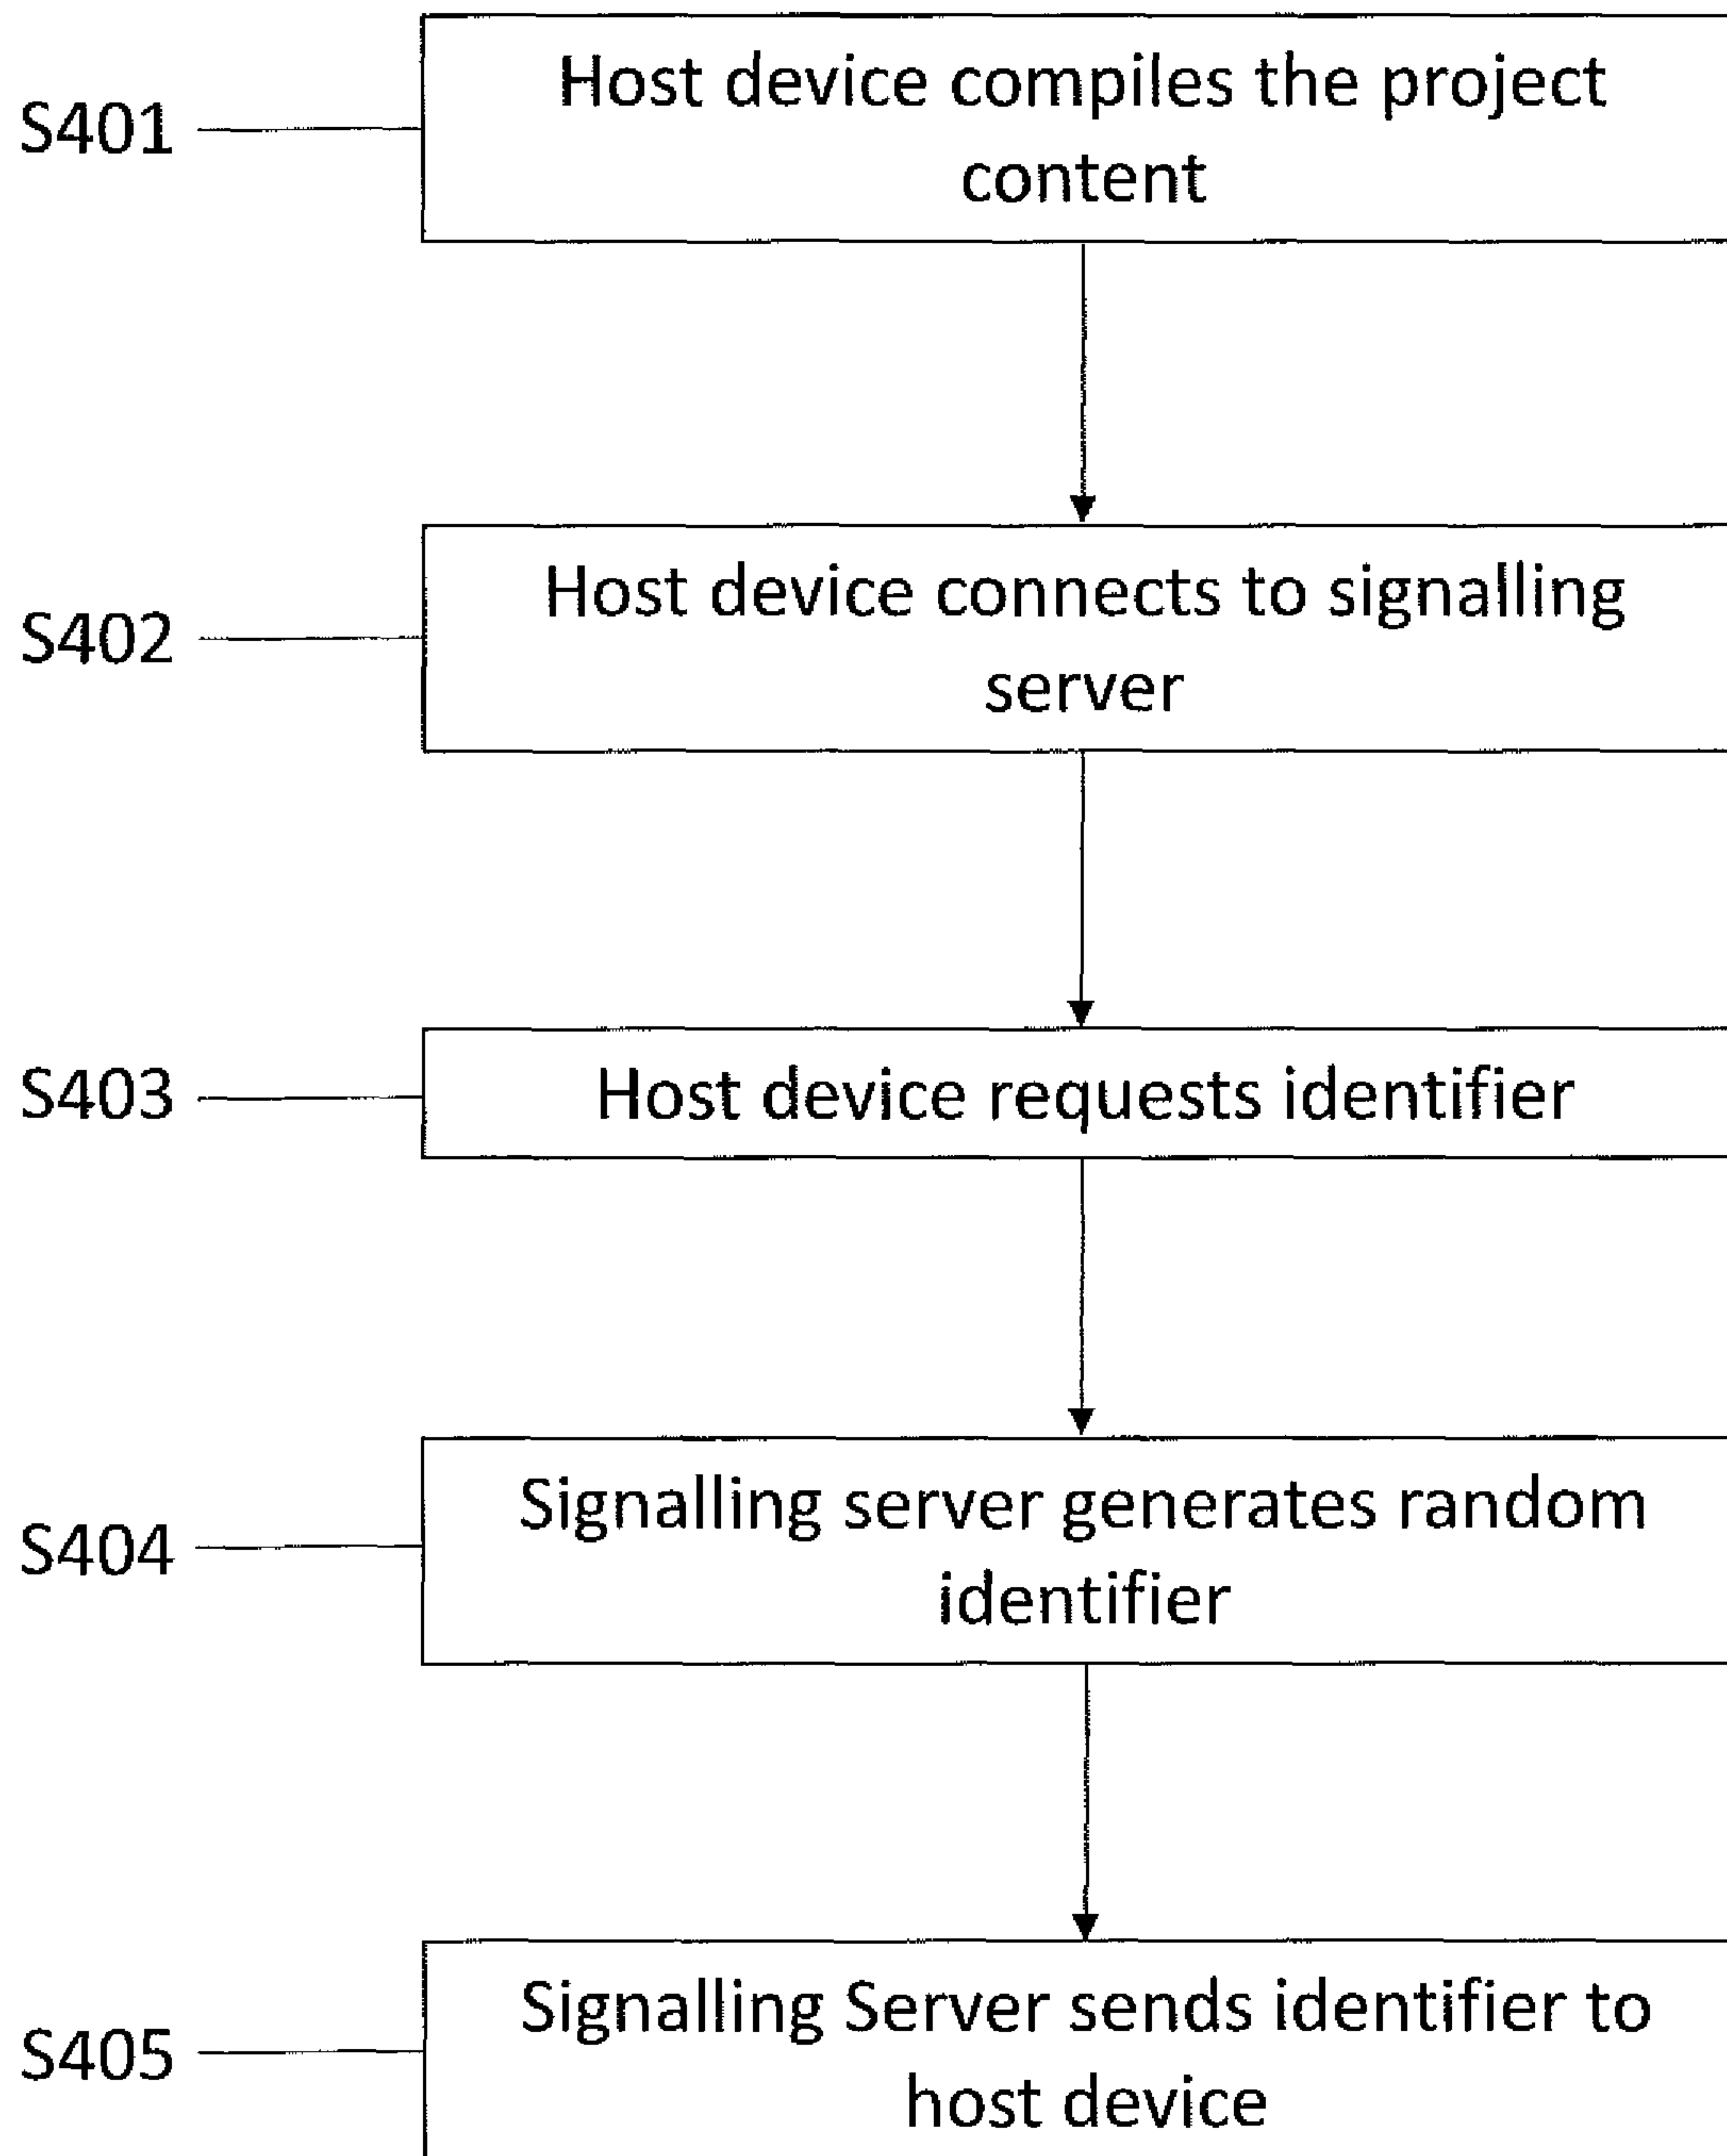 S401
Host device compiles the project
content
S402
Host device connects to signalling
server
S403
Host device requests identifier
S404
Signalling server generates random
identifier
S405
Signalling Server sends identifier to
host device